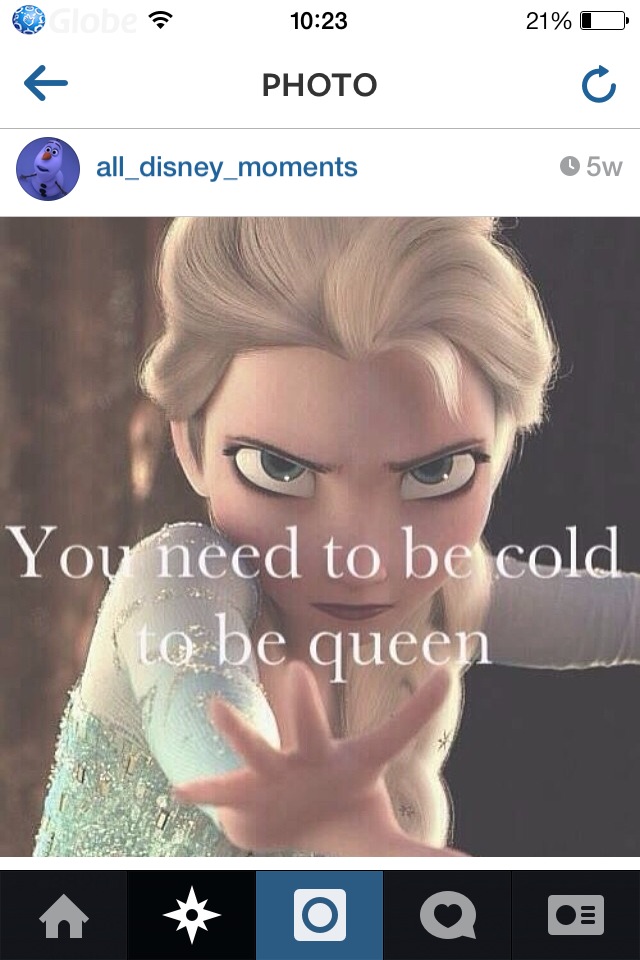 Globe 10:23 21%
PHOTO
all_disney_moments 5w
You need to be cold
to be queen